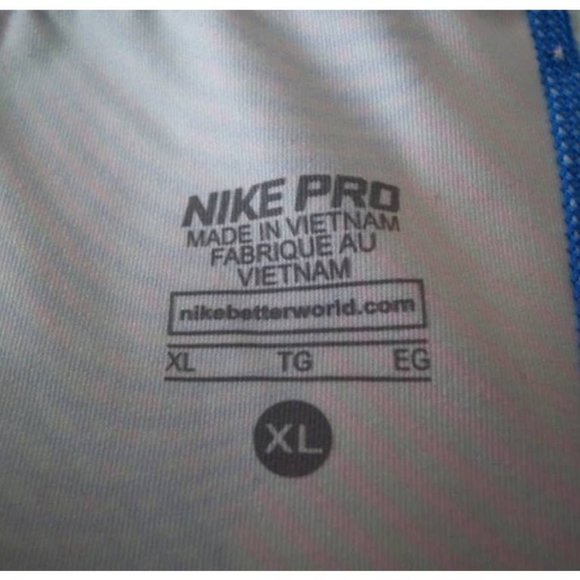 NIKE PRO
MADE IN VIETNAM
FABRIQUE AU
VIETNAM
nikebetterworld.com
XL TG EG
XL